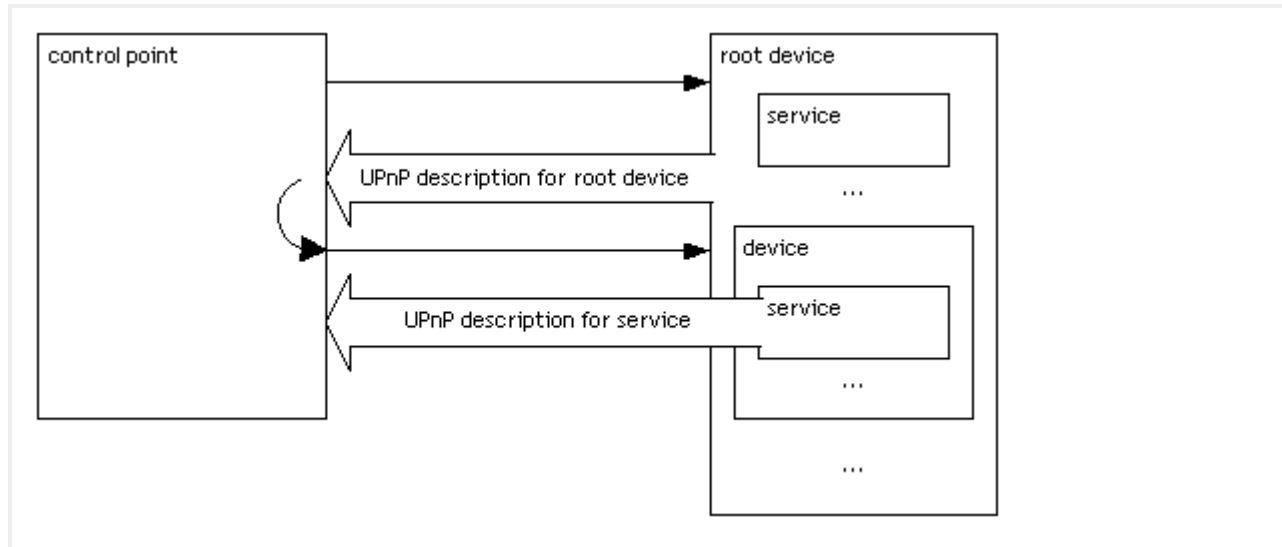 control point
root device
service
UPnP description for root device
...
device
service
UPnP description for service
...
...